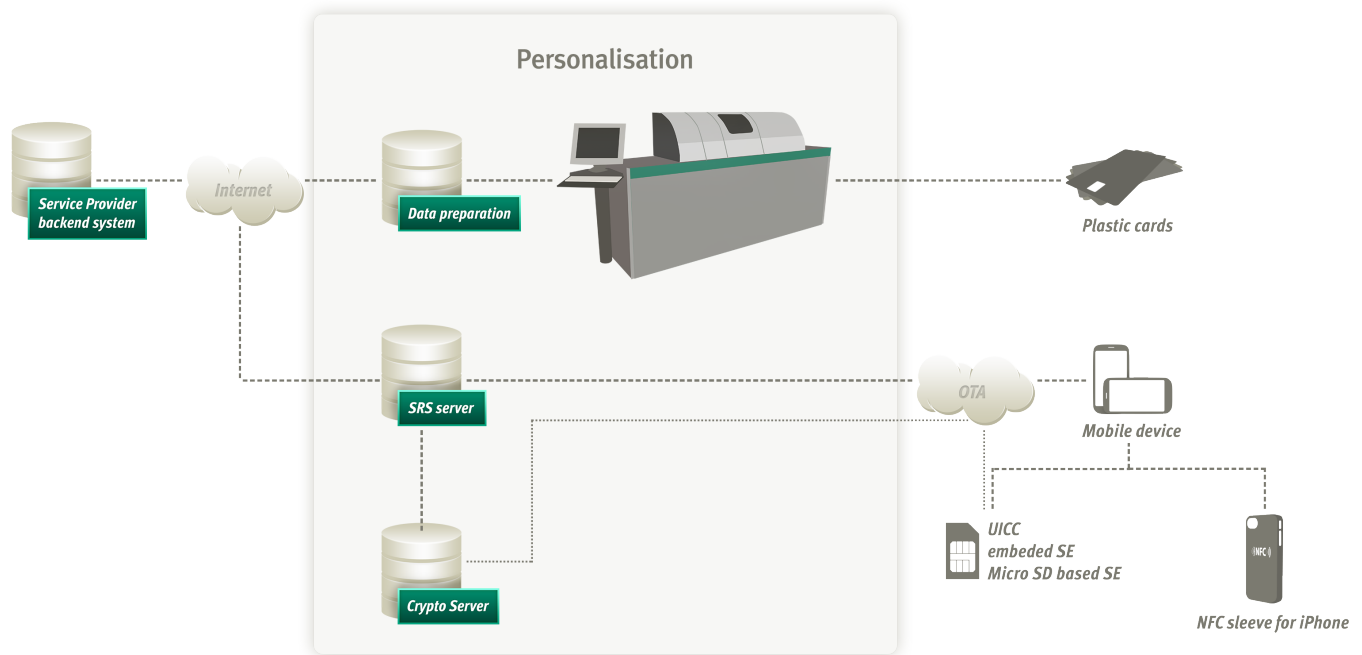 Personalisation
Service Provider
backend system
Internet
Data preparation
Plastic cards
SRS server
OTA
Mobile device
UICC
embeded SE
Micro SD based SE
NFC
Crypto Server
NFC sleeve for iPhone